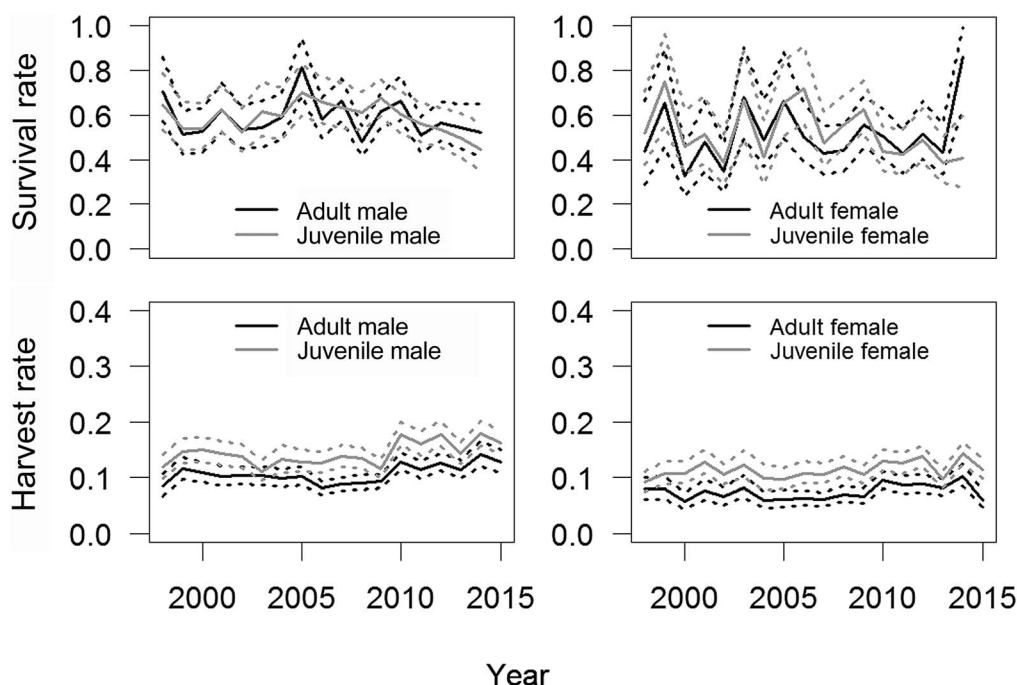 Survival rate
1.0
0.8
0.6
0.4
0.2
0.0
Adult male
Juvenile male
1.0
0.8
0.6
0.4
0.2
0.0
Adult female
Juvenile female
Harvest rate
0.4
0.3
0.2
0.1
0.0
Adult male
Juvenile male
0.4
0.3
0.2
0.1
0.0
Adult female
Juvenile female
2000 2005 2010 2015
2000 2005 2010 2015
Year